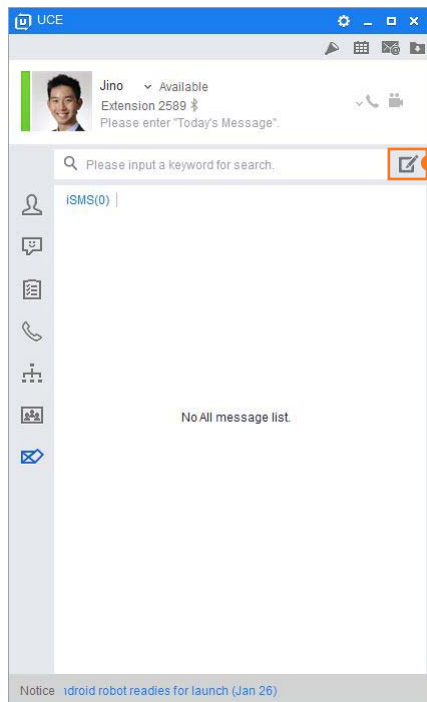 UCE
Jino Available
Extension 2589
Please enter "Today's Message".
Please input a keyword for search.
iSMS(0)
No All message list.
Notice droid robot readies for launch (Jan 26)